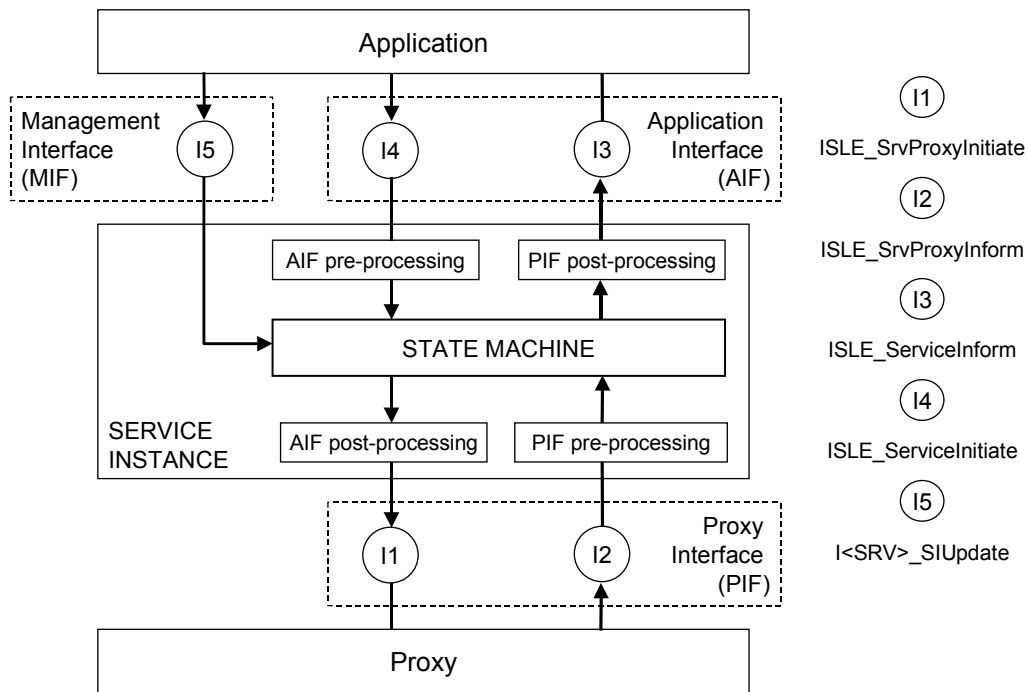 Application
Management
Interface
(MIF)
I5
I4
I3
Application
Interface
(AIF)
AIF pre-processing
PIF post-processing
STATE MACHINE
AIF post-processing
PIF pre-processing
SERVICE
INSTANCE
I1
I2
Proxy
Interface
(PIF)
Proxy
I1
ISLE_SrvProxyInitiate
I2
ISLE_SrvProxyInform
I3
ISLE_ServiceInform
I4
ISLE_ServiceInitiate
I5
I<SRV>_SIUpdate